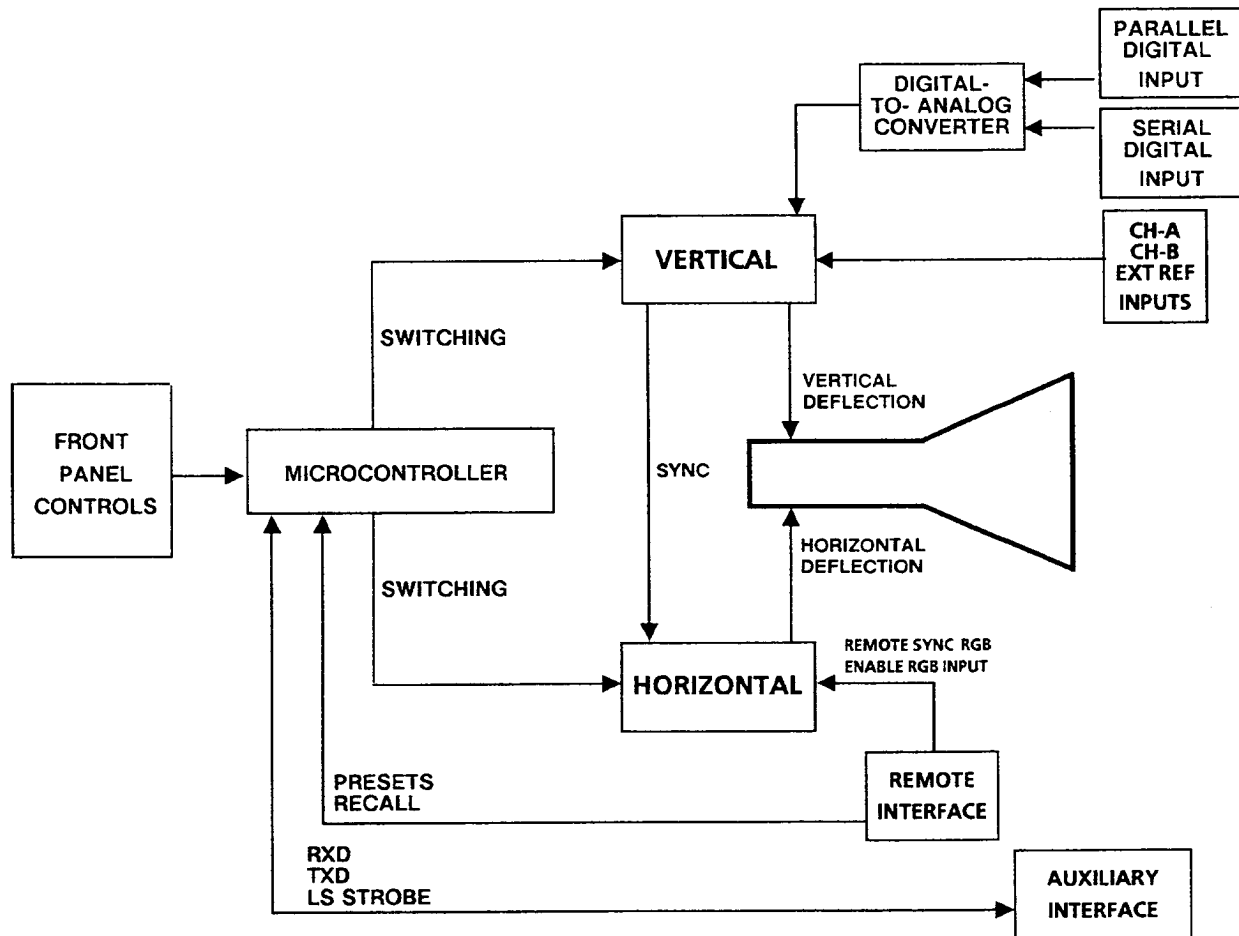 PARALLEL
DIGITAL
INPUT
DIGITAL-
TO- ANALOG
CONVERTER
SERIAL
DIGITAL
INPUT
VERTICAL
CH-A
CH-B
EXT REF
INPUTS
SWITCHING
VERTICAL
DEFLECTION
FRONT
PANEL
CONTROLS
MICROCONTROLLER
SYNC
HORIZONTAL
DEFLECTION
SWITCHING
REMOTE SYNC RGB
ENABLE RGB INPUT
HORIZONTAL
PRESETS
RECALL
REMOTE
INTERFACE
RXD
TXD
LS STROBE
AUXILIARY
INTERFACE